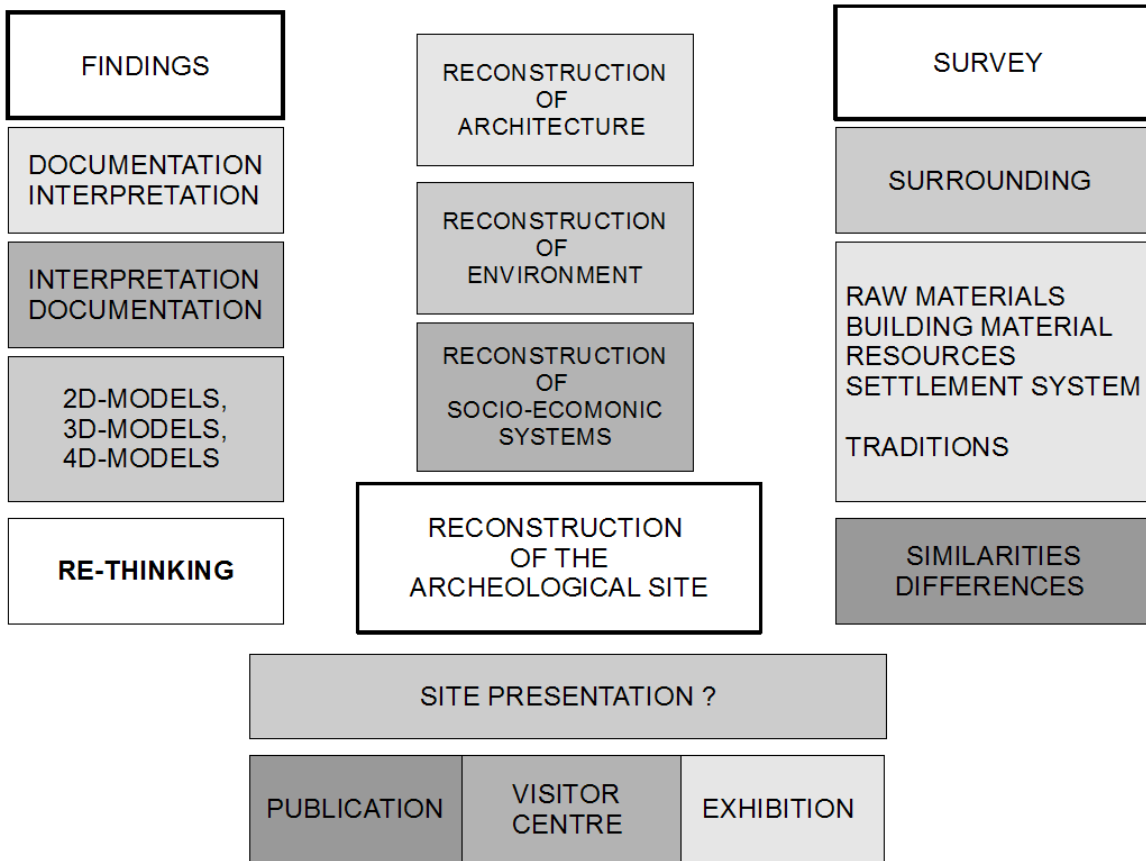 FINDINGS
DOCUMENTATION
INTERPRETATION
INTERPRETATION
DOCUMENTATION
2D-MODELS,
3D-MODELS,
4D-MODELS
RE-THINKING
RECONSTRUCTION
OF
ARCHITECTURE
RECONSTRUCTION
OF
ENVIRONMENT
RECONSTRUCTION
OF
SOCIO-ECOMONIC
SYSTEMS
RECONSTRUCTION
OF THE
ARCHEOLOGICAL SITE
SURVEY
SURROUNDING
RAW MATERIALS
BUILDING MATERIAL
RESOURCES
SETTLEMENT SYSTEM
TRADITIONS
SIMILARITIES
DIFFERENCES
SITE PRESENTATION ?
PUBLICATION
VISITOR
CENTRE
EXHIBITION